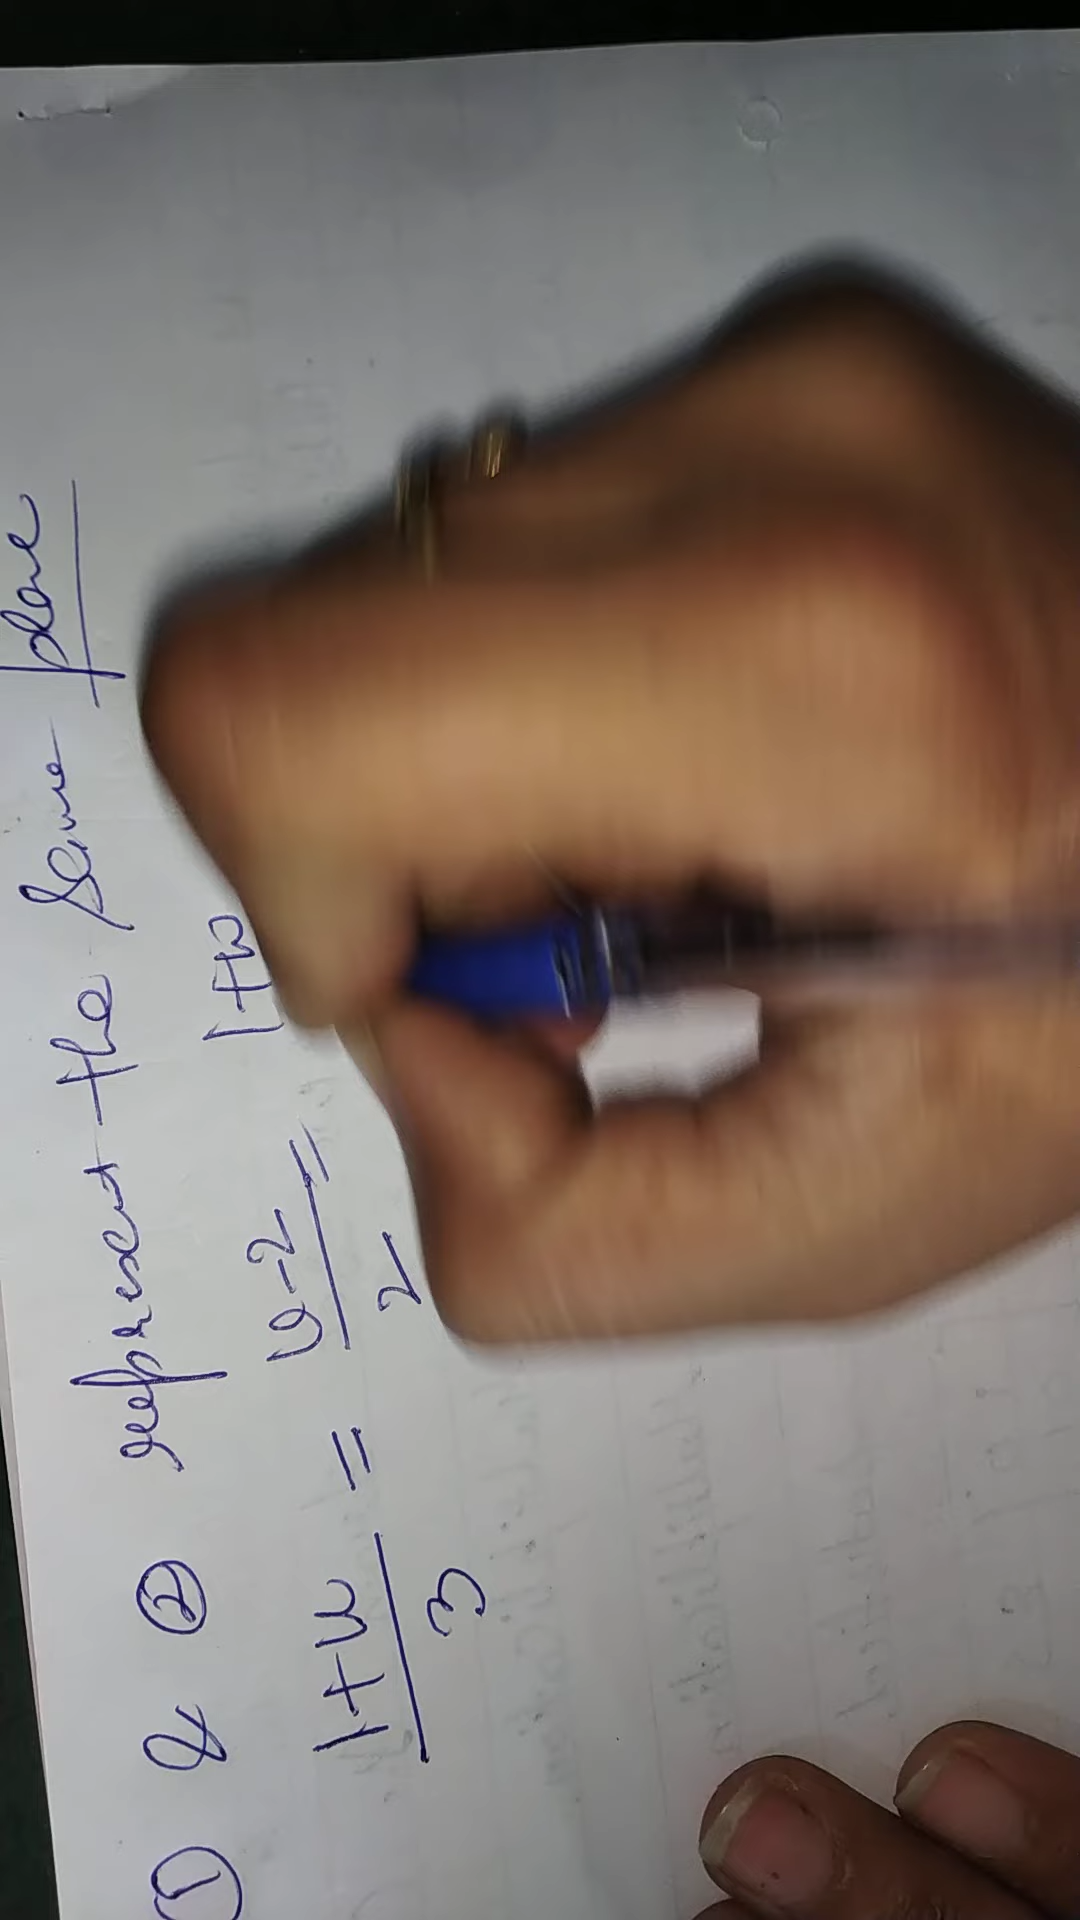 ① & ② represent the same plane
1+u = v-2 = 1+w
3 2